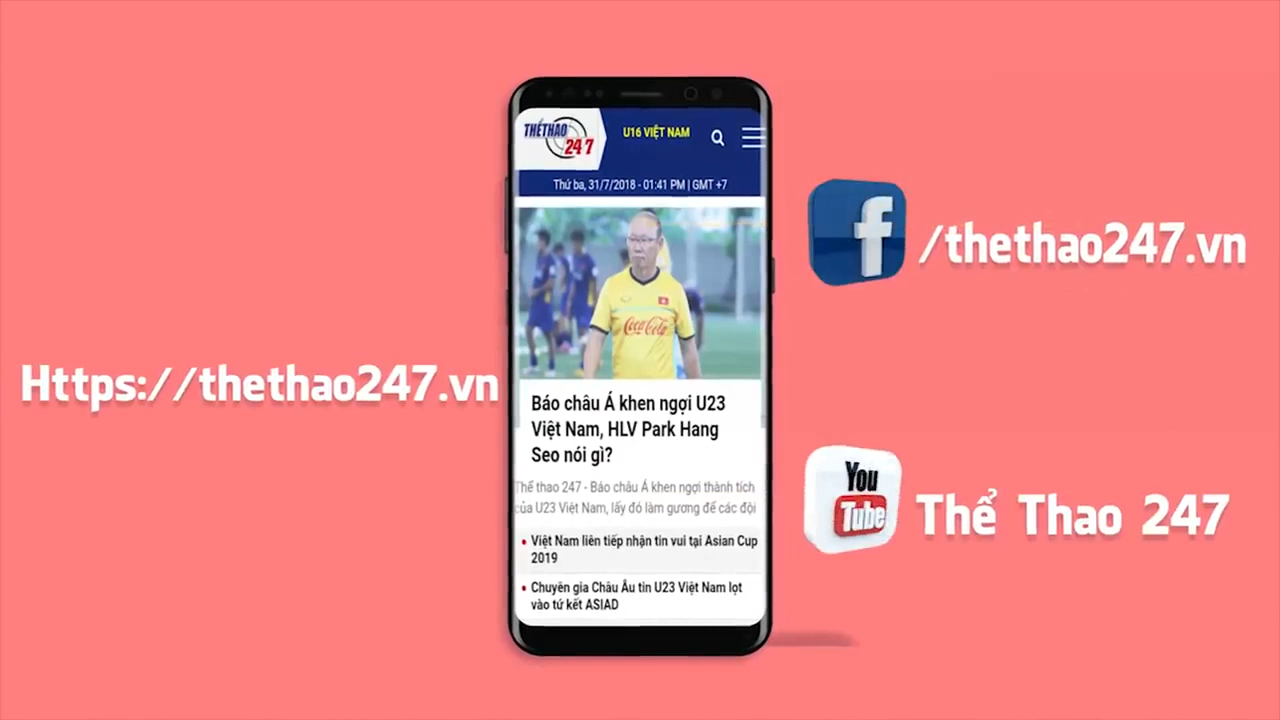 THỂTHAO
247
U16 VIỆT NAM
Thứ ba, 31/7/2018 - 01:41 PM | GMT +7
Coca-Cola
Báo châu Á khen ngợi U23
Việt Nam, HLV Park Hang
Seo nói gì?
Thể thao 247 - Báo châu Á khen ngợi thành tích
của U23 Việt Nam, lấy đó làm gương để các đội
Việt Nam liên tiếp nhận tin vui tại Asian Cup
2019
Chuyên gia Châu Âu tin U23 Việt Nam lọt
vào tứ kết ASIAD
Https://thethao247.vn
f
/thethao247.vn
You
Tube
Thể Thao 247